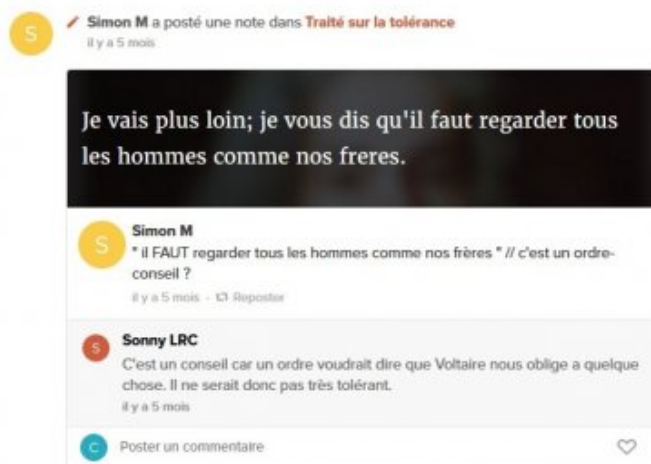 S
Simon M a posté une note dans Traité sur la tolérance
il y a 5 mois
Je vais plus loin; je vous dis qu'il faut regarder tous
les hommes comme nos freres.
S
Simon M
" il FAUT regarder tous les hommes comme nos frères " // c'est un ordre-
conseil ?
il y a 5 mois - Reposter
S
Sonny LRC
C'est un conseil car un ordre voudrait dire que Voltaire nous oblige a quelque
chose. Il ne serait donc pas très tolérant.
il y a 5 mois
C
Poster un commentaire